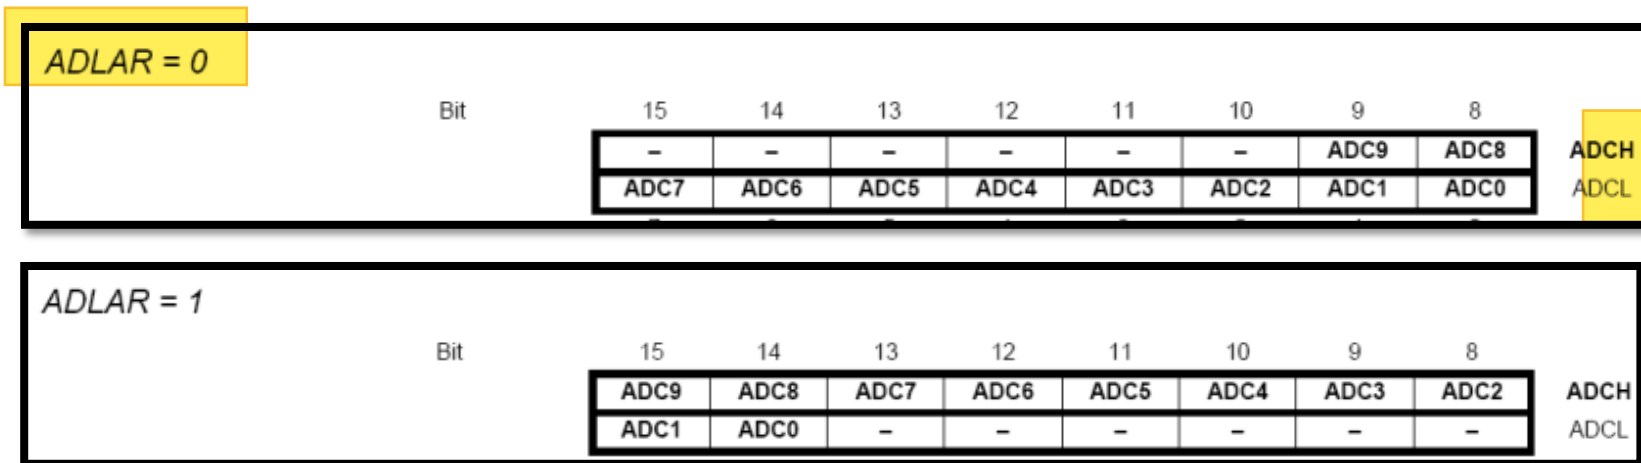 ADLAR = 0
Bit 15 14 13 12 11 10 9 8
– – – – – – ADC9 ADC8 ADCH
ADC7 ADC6 ADC5 ADC4 ADC3 ADC2 ADC1 ADC0 ADCL
ADLAR = 1
Bit 15 14 13 12 11 10 9 8
ADC9 ADC8 ADC7 ADC6 ADC5 ADC4 ADC3 ADC2 ADCH
ADC1 ADC0 – – – – – – ADCL